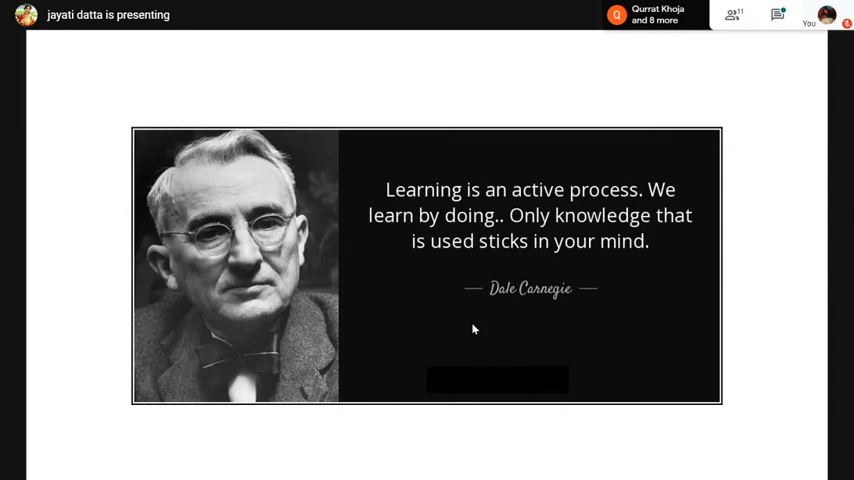 jayati datta is presenting
Qurrat Khoja
and 8 more
Q
11
You
Learning is an active process. We
learn by doing.. Only knowledge that
is used sticks in your mind.
Dale Carnegie